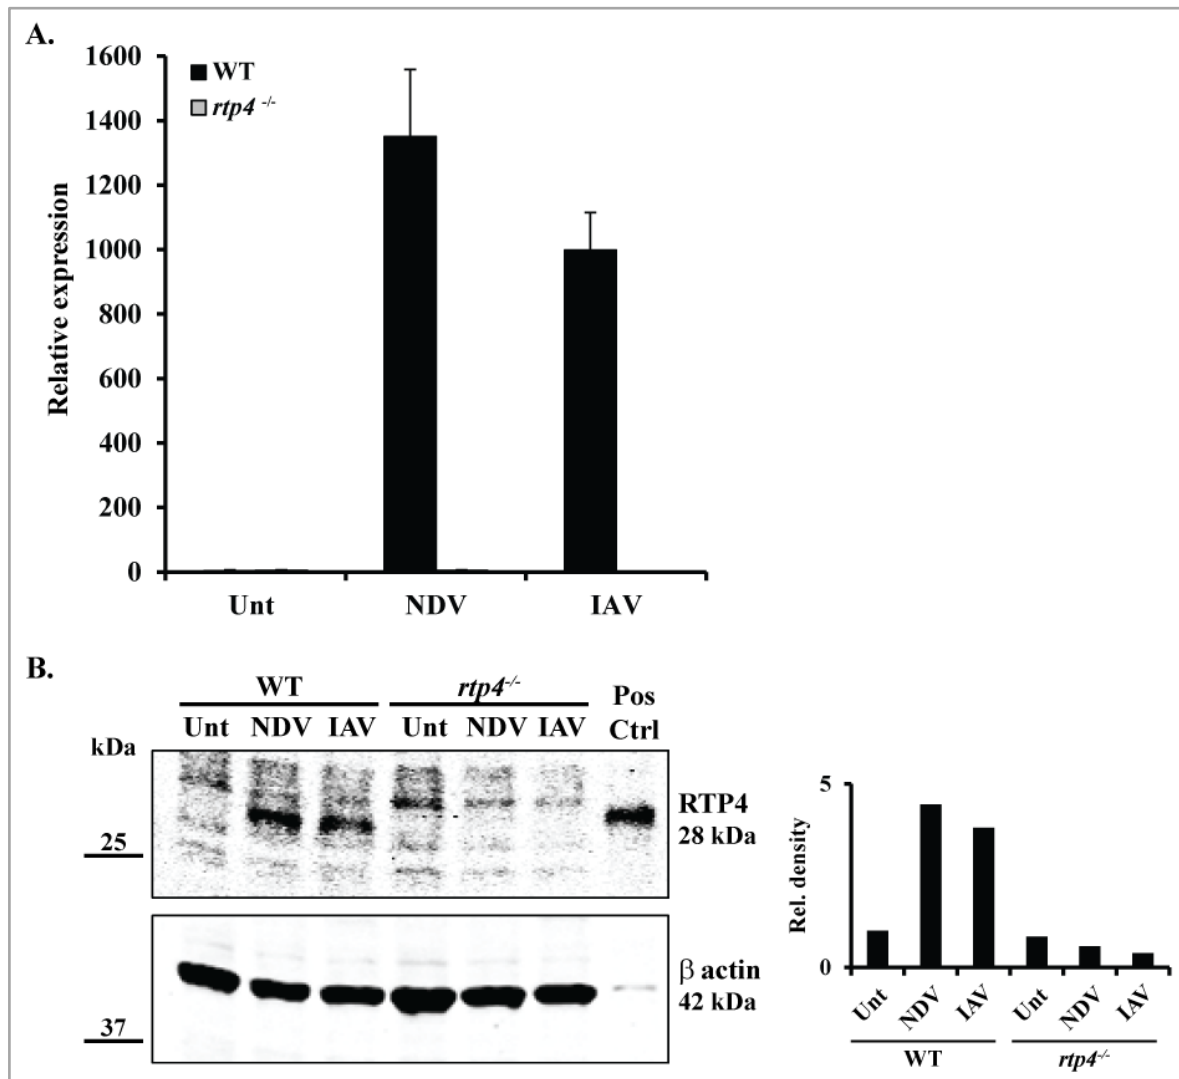 A.
1600
1400
1200
1000
800
600
400
200
0
Relative expression
WT
rtp4 -/-
Unt NDV IAV
B.
WT rtp4-/- Pos Ctrl
Unt NDV IAV Unt NDV IAV
kDa
25
37
RTP4
28 kDa
β actin
42 kDa
5
0
Rel. density
Unt NDV IAV Unt NDV IAV
WT rtp4-/-